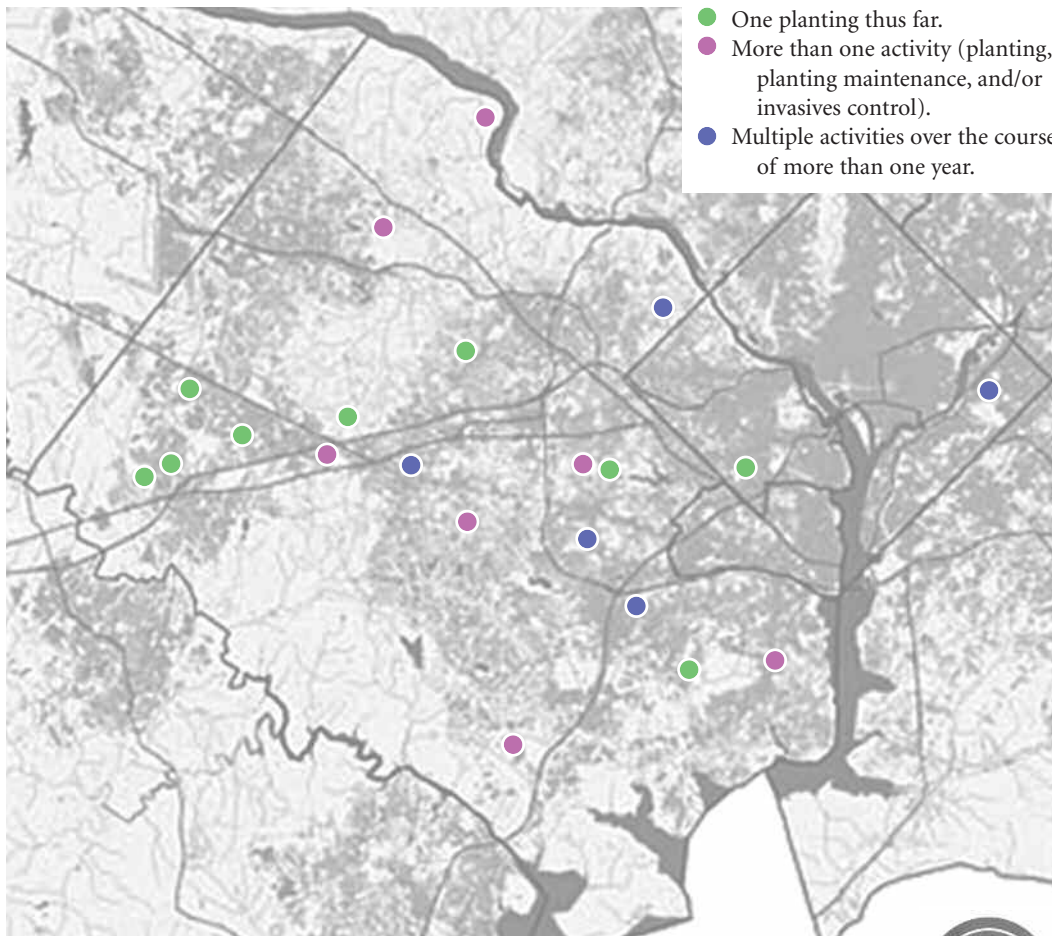 One planting thus far.
More than one activity (planting,
planting maintenance, and/or
invasives control).
Multiple activities over the course
of more than one year.